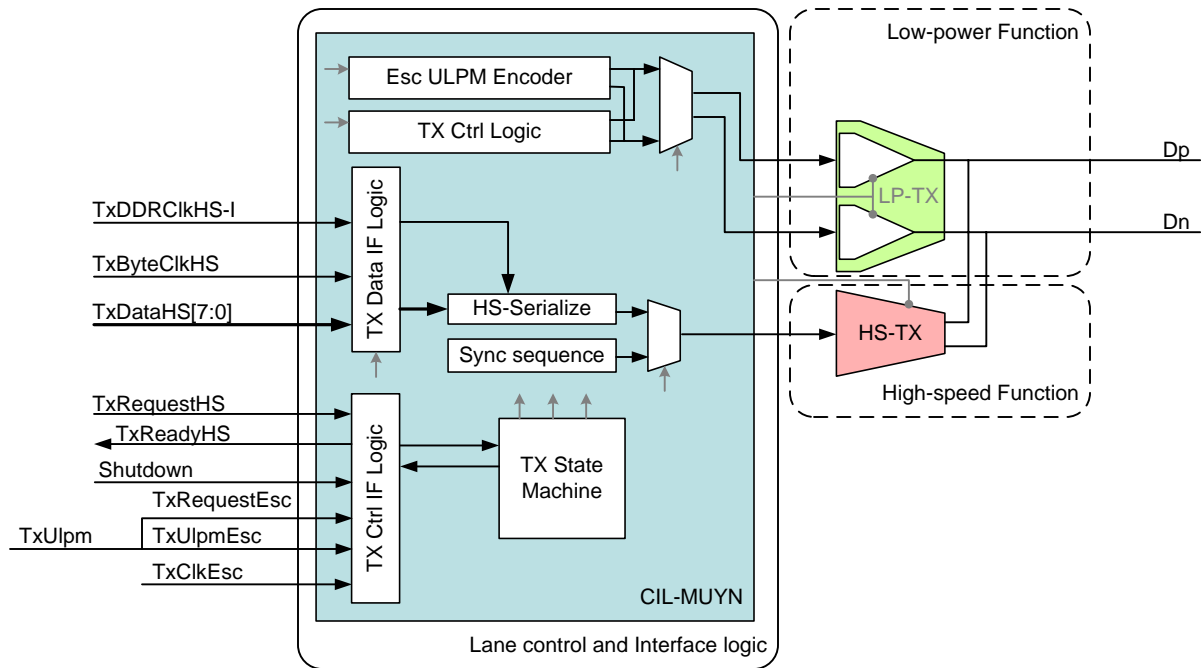 Low-power Function
Esc ULPM Encoder
TX Ctrl Logic
Dp
LP-TX
Dn
TxDDRClkHS-I
TxByteClkHS
TxDataHS[7:0]
TX Data IF Logic
HS-Serialize
Sync sequence
HS-TX
High-speed Function
TxRequestHS
TxReadyHS
Shutdown
TxRequestEsc
TxUlpm
TxUlpmEsc
TxClkEsc
TX Ctrl IF Logic
TX State
Machine
CIL-MUYN
Lane control and Interface logic